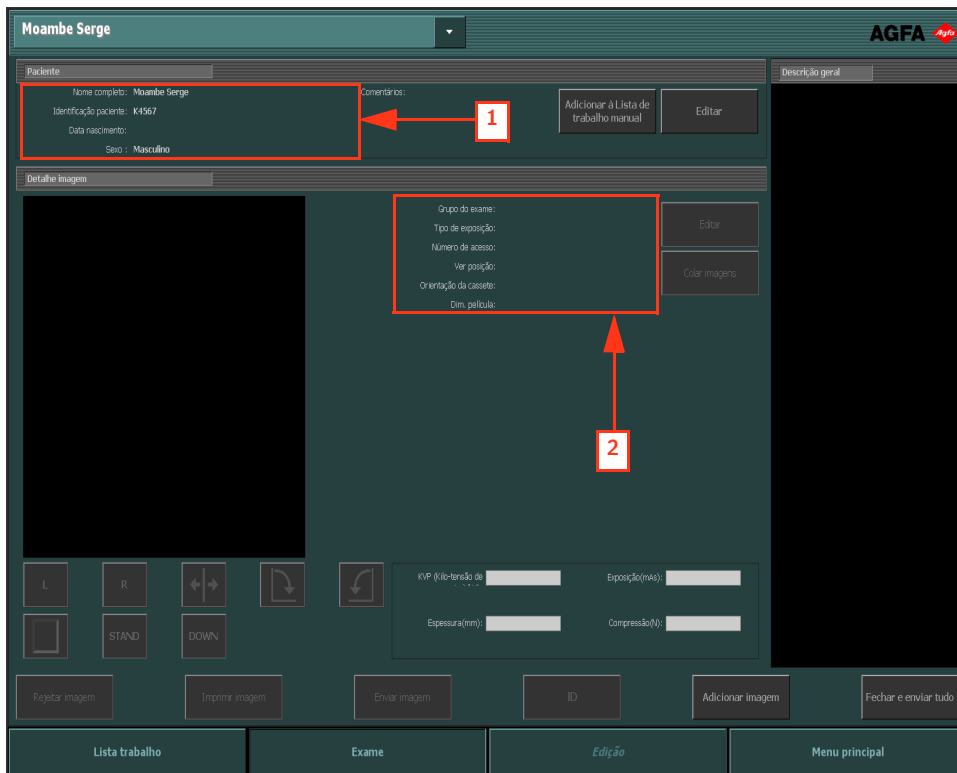 Moambe Serge
AGFA
Agfa
Paciente
Descrição geral
Nome completo: Moambe Serge
Comentários:
Identificação paciente: K4567
Data nascimento:
Sexo : Masculino
Adicionar à Lista de
trabalho manual
Editar
1
Detalhe imagem
Grupo do exame:
Tipo de exposição:
Número de acesso:
Ver posição:
Orientação da cassete:
Dim. película:
Editar
Colar imagens
2
L
R
STAND
DOWN
KVP (Kilo-tensão de
Exposição(mAs):
Espessura(mm):
Compressão(N):
Rejeitar imagem
Imprimir imagem
Enviar imagem
ID
Adicionar imagem
Fechar e enviar tudo
Lista trabalho
Exame
Edição
Menu principal